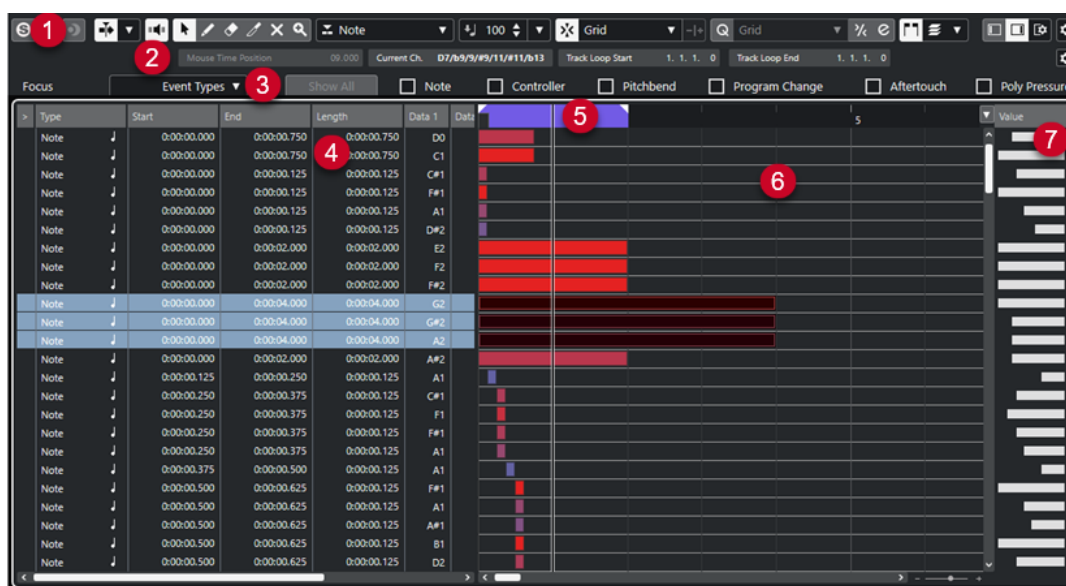 1 Note 100 Grid Grid
2 Mouse Time Position 09.000 Current Ch. D7/b9/9/#9/11/#11/b13 Track Loop Start 1. 1. 1. 0 Track Loop End 1. 1. 1. 0
Focus Event Types 3 Show All Note Controller Pitchbend Program Change Aftertouch Poly Pressure
> Type Start End Length Data 1 Data 5 5 Value
Note 0:00:00.000 0:00:00.750 0:00:00.750 D0 7
Note 0:00:00.000 0:00:00.750 4 0:00:00.750 C1
Note 0:00:00.000 0:00:00.125 0:00:00.125 C#1 6
Note 0:00:00.000 0:00:00.125 0:00:00.125 F#1
Note 0:00:00.000 0:00:00.125 0:00:00.125 A1
Note 0:00:00.000 0:00:00.125 0:00:00.125 D#2
Note 0:00:00.000 0:00:02.000 0:00:02.000 E2
Note 0:00:00.000 0:00:02.000 0:00:02.000 F2
Note 0:00:00.000 0:00:02.000 0:00:02.000 F#2
Note 0:00:00.000 0:00:04.000 0:00:04.000 G2
Note 0:00:00.000 0:00:04.000 0:00:04.000 G#2
Note 0:00:00.000 0:00:04.000 0:00:04.000 A2
Note 0:00:00.000 0:00:02.000 0:00:02.000 A#2
Note 0:00:00.125 0:00:00.250 0:00:00.125 A1
Note 0:00:00.250 0:00:00.375 0:00:00.125 C#1
Note 0:00:00.250 0:00:00.375 0:00:00.125 F1
Note 0:00:00.250 0:00:00.375 0:00:00.125 F#1
Note 0:00:00.250 0:00:00.375 0:00:00.125 A1
Note 0:00:00.375 0:00:00.500 0:00:00.125 A1
Note 0:00:00.500 0:00:00.625 0:00:00.125 F#1
Note 0:00:00.500 0:00:00.625 0:00:00.125 A1
Note 0:00:00.500 0:00:00.625 0:00:00.125 A#1
Note 0:00:00.500 0:00:00.625 0:00:00.125 B1
Note 0:00:00.500 0:00:00.625 0:00:00.125 D2